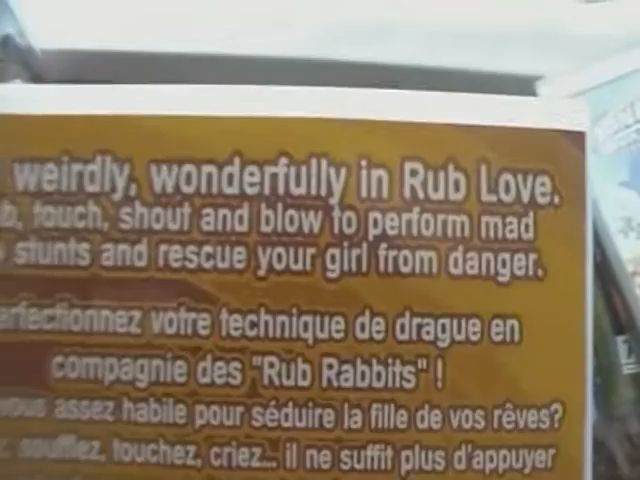 weirdly, wonderfully in Rub Love.
touch, shout and blow to perform mad
stunts and rescue your girl from danger.
Perfectionnez votre technique de drague en
compagnie des "Rub Rabbits" !
vous assez habile pour séduire la fille de vos rêves?
soufflez, touchez, criez... il ne suffit plus d'appuyer